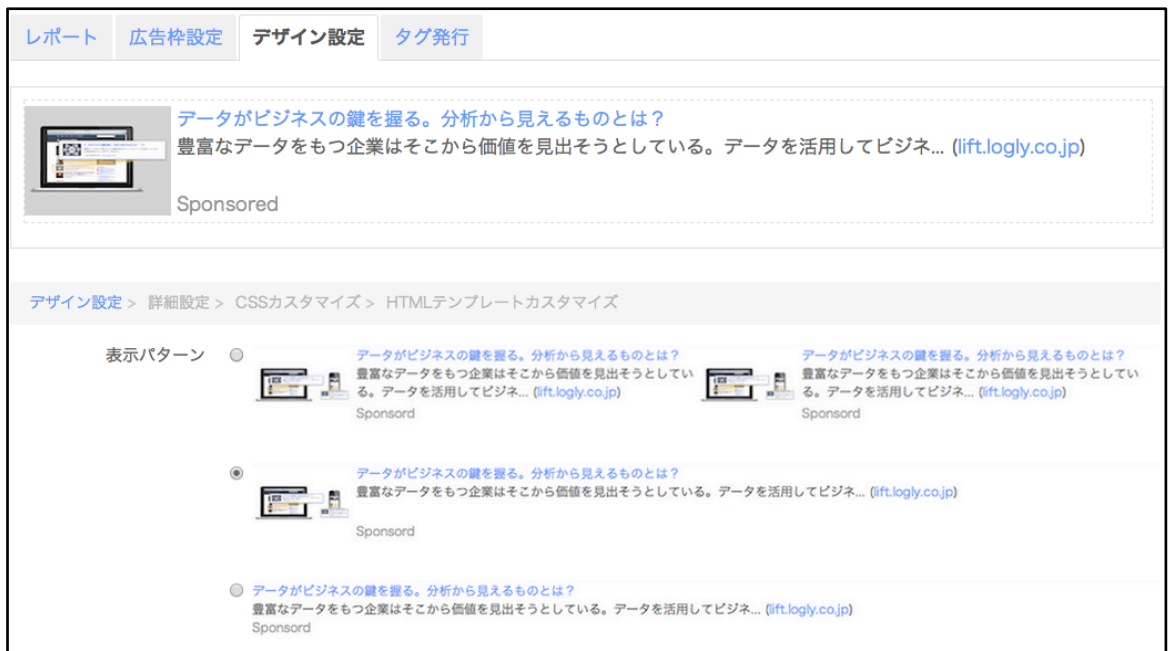 レポート 広告枠設定 デザイン設定 タグ発行
データがビジネスの鍵を握る。分析から見えるものとは？
豊富なデータをもつ企業はそこから価値を見出そうとしている。データを活用してビジネ... (lift.logly.co.jp)
Sponsored
デザイン設定 > 詳細設定 > CSSカスタマイズ > HTMLテンプレートカスタマイズ
表示パターン
データがビジネスの鍵を握る。分析から見えるものとは？
豊富なデータをもつ企業はそこから価値を見出そうとしてい
る。データを活用してビジネ... (lift.logly.co.jp)
Sponsord
データがビジネスの鍵を握る。分析から見えるものとは？
豊富なデータをもつ企業はそこから価値を見出そうとしてい
る。データを活用してビジネ... (lift.logly.co.jp)
Sponsord
データがビジネスの鍵を握る。分析から見えるものとは？
豊富なデータをもつ企業はそこから価値を見出そうとしている。データを活用してビジネ... (lift.logly.co.jp)
Sponsord
データがビジネスの鍵を握る。分析から見えるものとは？
豊富なデータをもつ企業はそこから価値を見出そうとしている。データを活用してビジネ... (lift.logly.co.jp)
Sponsord